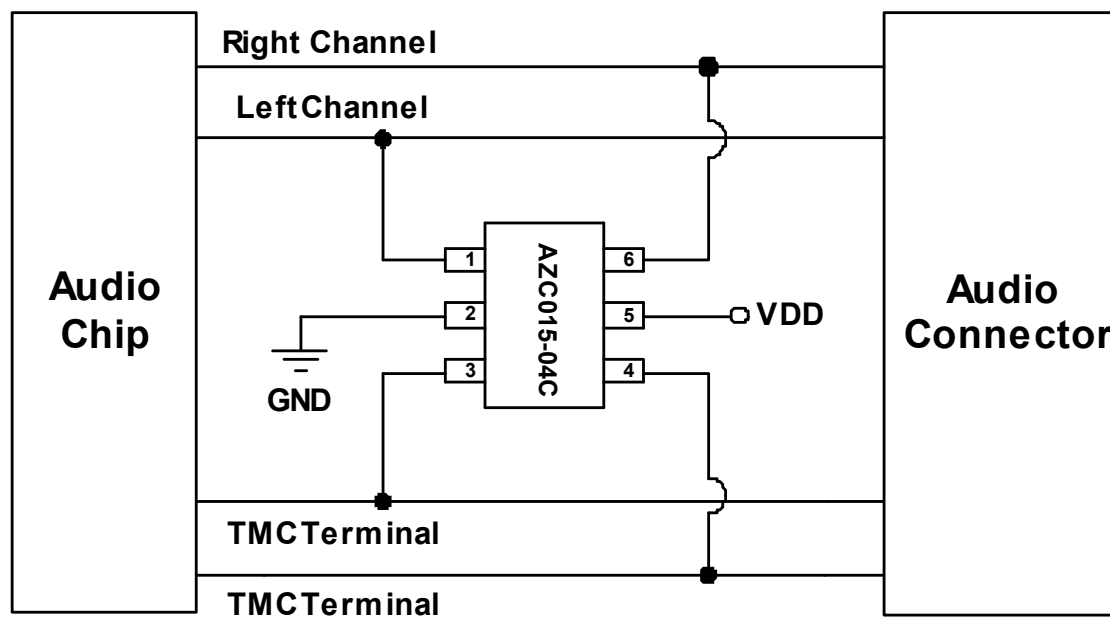 Right Channel
Left Channel
Audio
Chip
1
2
3
AZC015-04C
6
5
4
VDD
GND
Audio
Connector
TMC Terminal
TMC Terminal